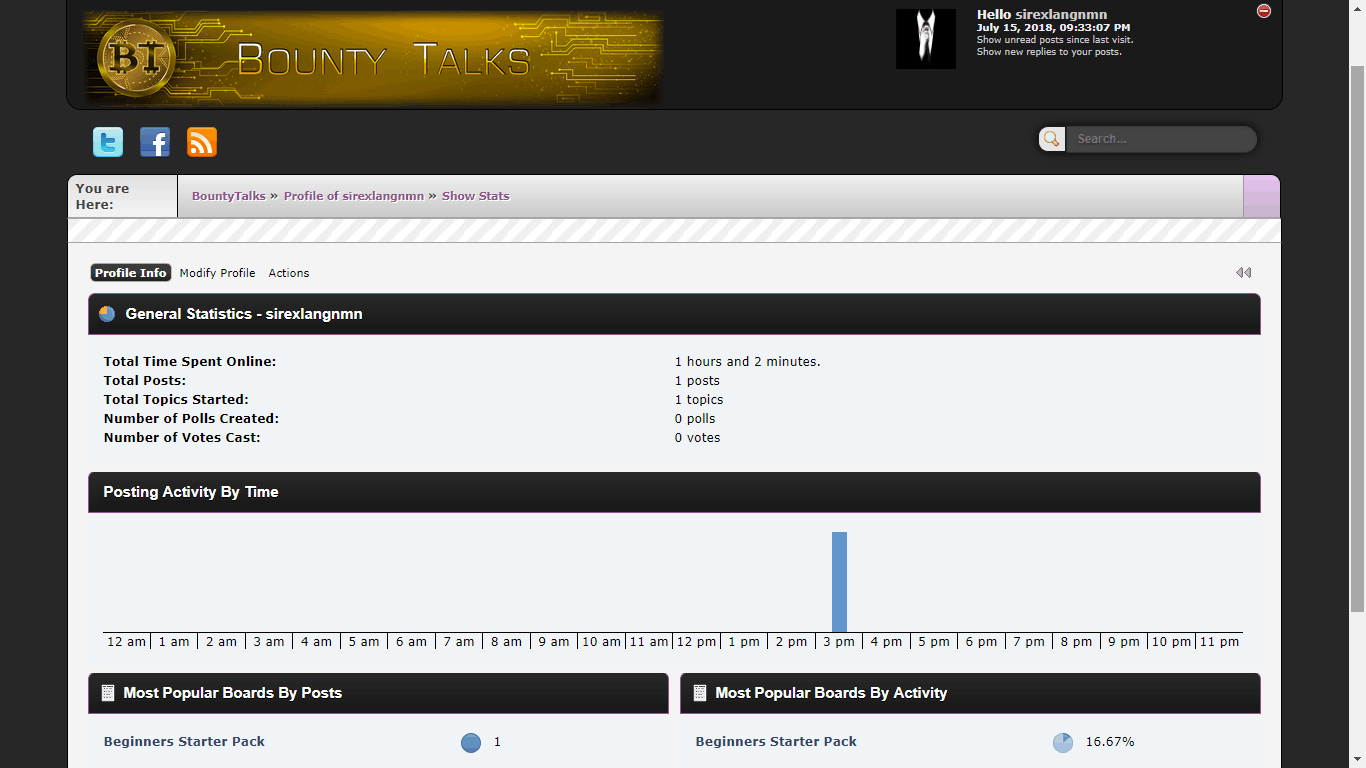 BT
BOUNTY TALKS
Hello sirexlangnmn
July 15, 2018, 09:33:07 PM
Show unread posts since last visit.
Show new replies to your posts.
Search...
You are
Here:
BountyTalks » Profile of sirexlangnmn » Show Stats
Profile Info Modify Profile Actions
General Statistics - sirexlangnmn
Total Time Spent Online: 1 hours and 2 minutes.
Total Posts: 1 posts
Total Topics Started: 1 topics
Number of Polls Created: 0 polls
Number of Votes Cast: 0 votes
Posting Activity By Time
12 am 1 am 2 am 3 am 4 am 5 am 6 am 7 am 8 am 9 am 10 am 11 am 12 pm 1 pm 2 pm 3 pm 4 pm 5 pm 6 pm 7 pm 8 pm 9 pm 10 pm 11 pm
Most Popular Boards By Posts
Most Popular Boards By Activity
Beginners Starter Pack 1
Beginners Starter Pack 16.67%